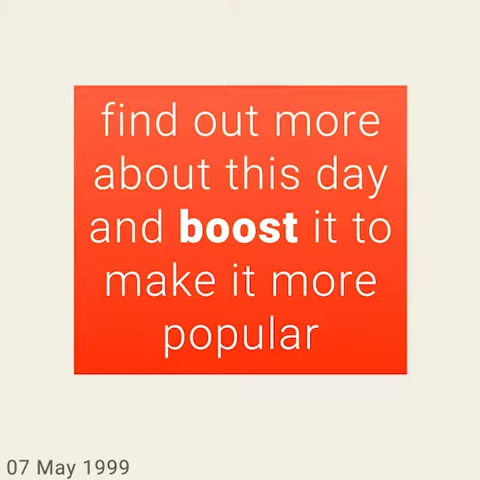 find out more
about this day
and boost it to
make it more
popular
07 May 1999